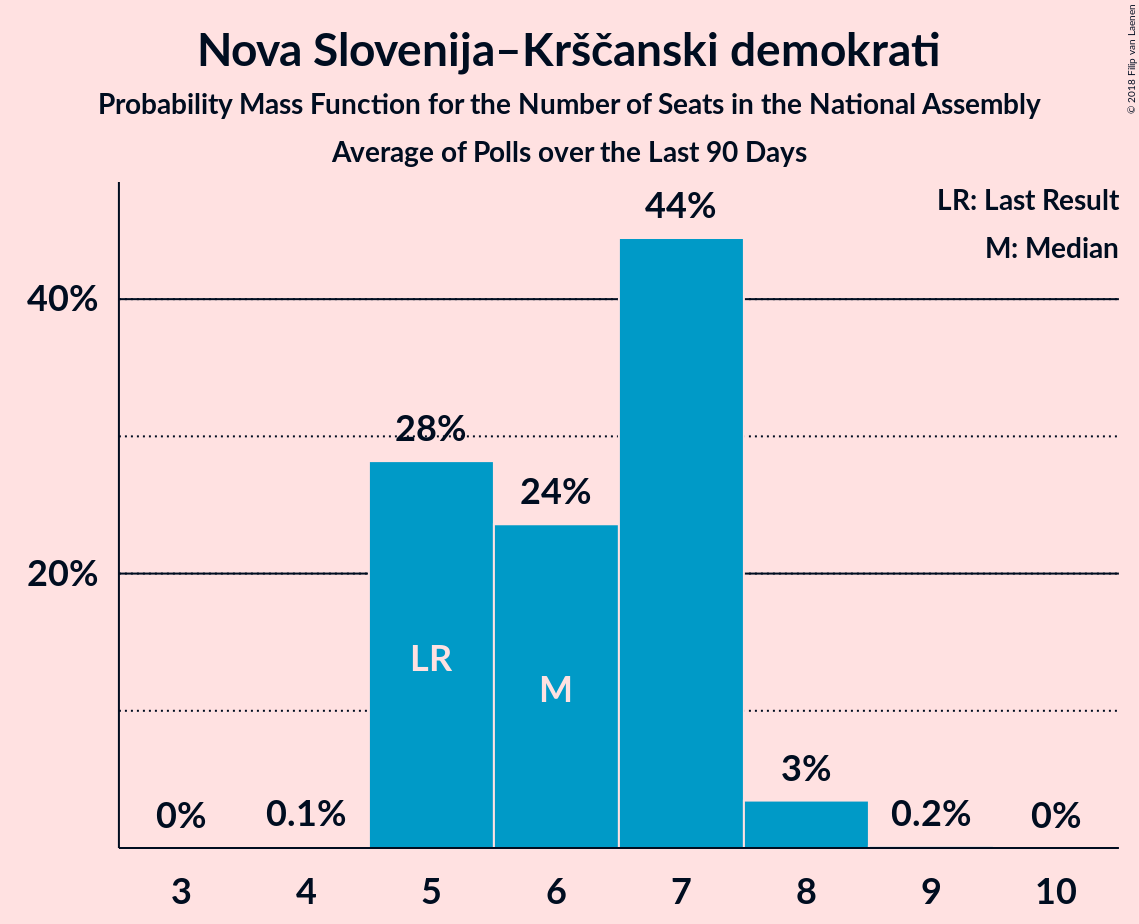 Nova Slovenija–Krščanski demokrati
Probability Mass Function for the Number of Seats in the National Assembly
Average of Polls over the Last 90 Days
© 2018 Filip van Laenen
LR: Last Result
M: Median
44%
40%
28%
24%
20%
LR
M
3%
0%
0.1%
0.2%
0%
3 4 5 6 7 8 9 10